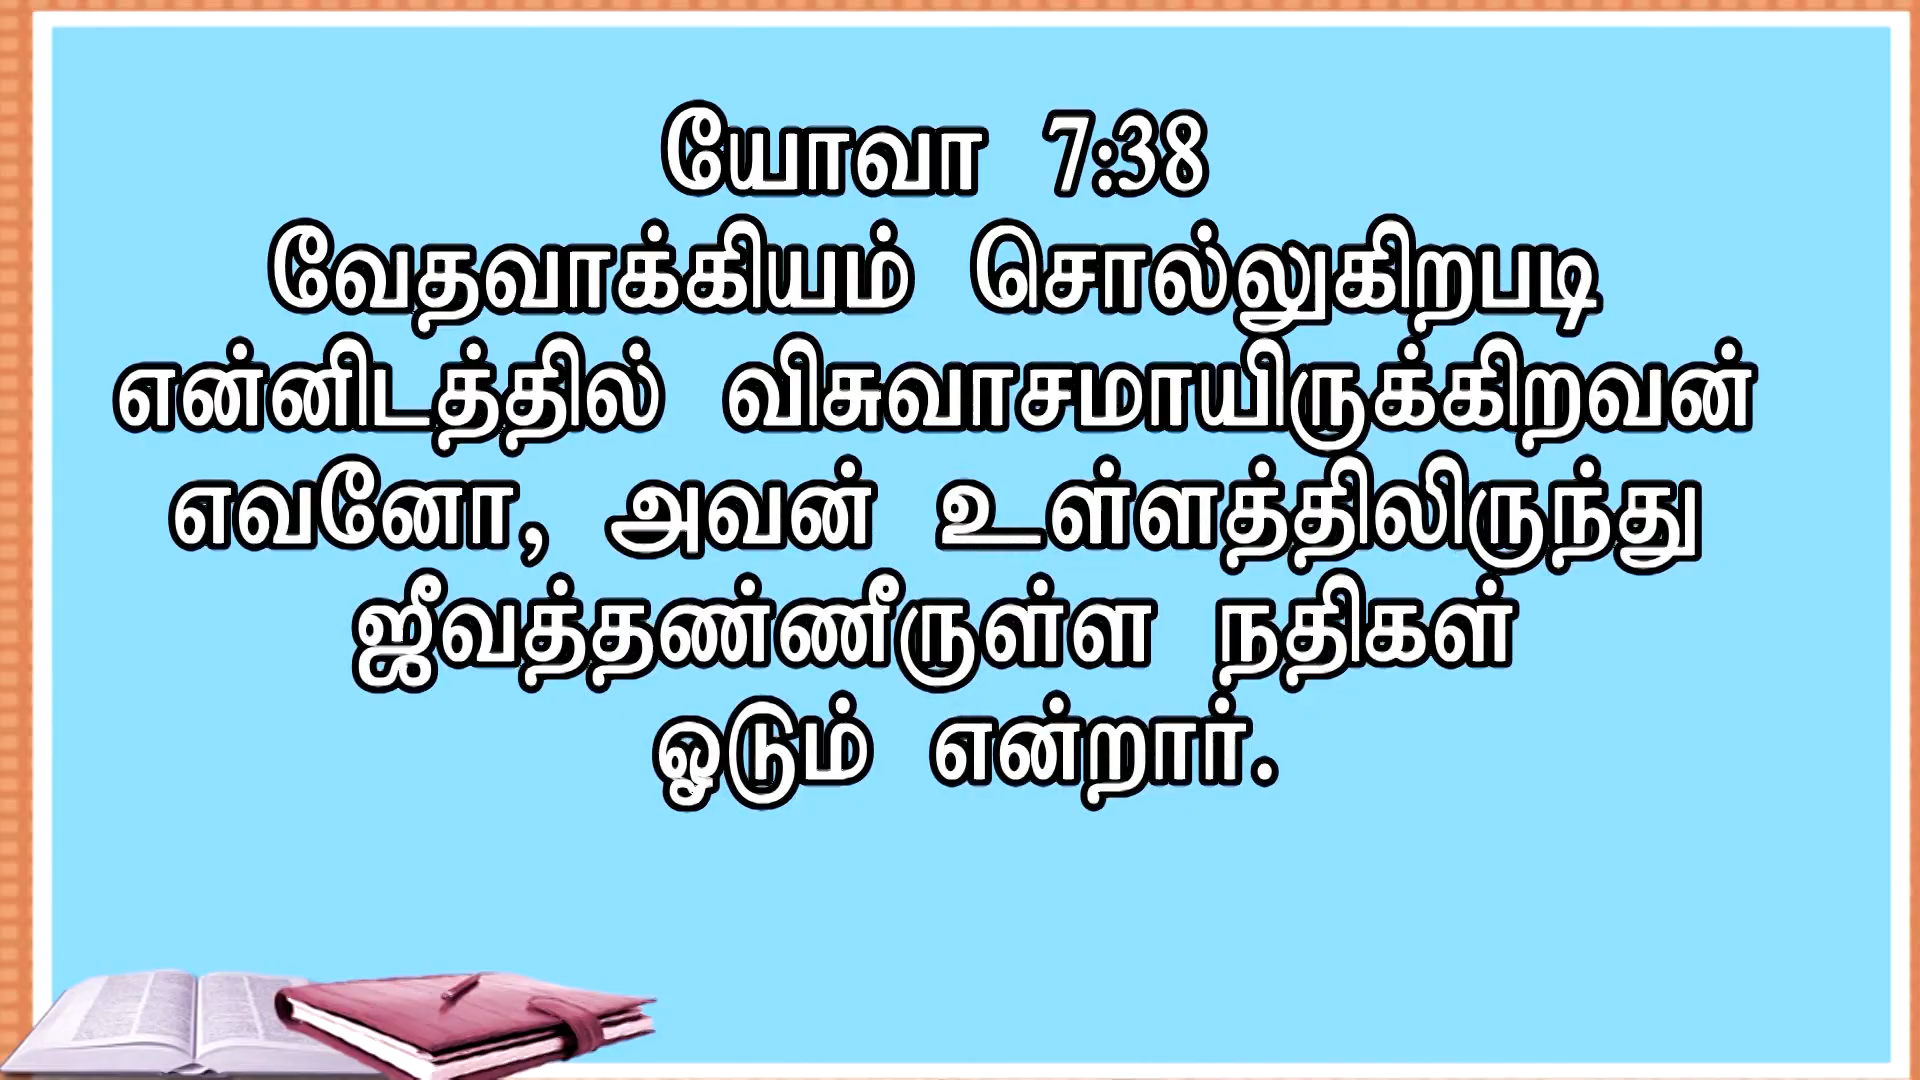 யோவா 7:38
வேதவாக்கியம் சொல்லுகிறபடி
என்னிடத்தில் விசுவாசமாயிருக்கிறவன்
எவனோ, அவன் உள்ளத்திலிருந்து
ஜீவத்தண்ணீருள்ள நதிகள்
ஓடும் என்றார்.